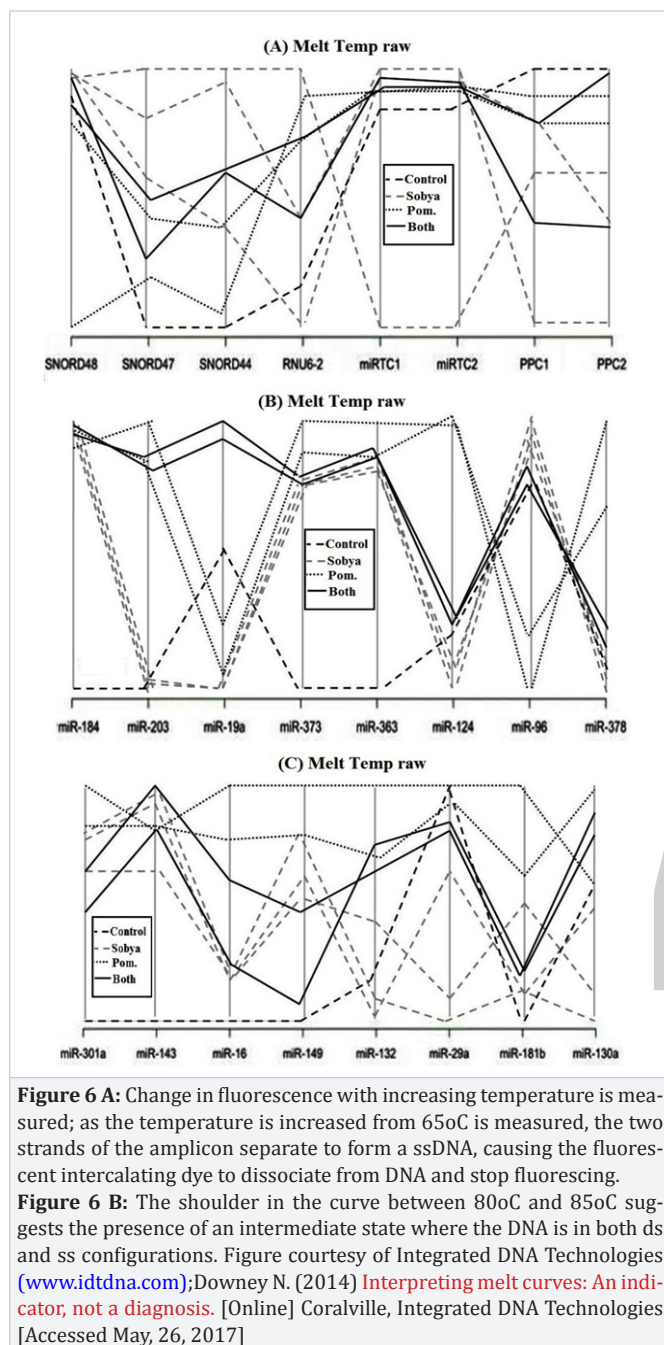 (A) Melt Temp raw
Control
Sobya
Pom.
Both
SNORD48 SNORD47 SNORD44 RNU6-2 miRTC1 miRTC2 PPC1 PPC2
(B) Melt Temp raw
Control
Sobya
Pom.
Both
miR-184 miR-203 miR-19a miR-373 miR-363 miR-124 miR-96 miR-378
(C) Melt Temp raw
Control
Sobya
Pom.
Both
miR-301a miR-143 miR-16 miR-149 miR-132 miR-29a miR-181b miR-130a
Figure 6 A: Change in fluorescence with increasing temperature is mea-
sured; as the temperature is increased from 65oC is measured, the two
strands of the amplicon separate to form a ssDNA, causing the fluores-
cent intercalating dye to dissociate from DNA and stop fluorescing.
Figure 6 B: The shoulder in the curve between 80oC and 85oC sug-
gests the presence of an intermediate state where the DNA is in both ds
and ss configurations. Figure courtesy of Integrated DNA Technologies
(www.idtdna.com);Downey N. (2014) Interpreting melt curves: An indi-
cator, not a diagnosis. [Online] Coralville, Integrated DNA Technologies
[Accessed May, 26, 2017]